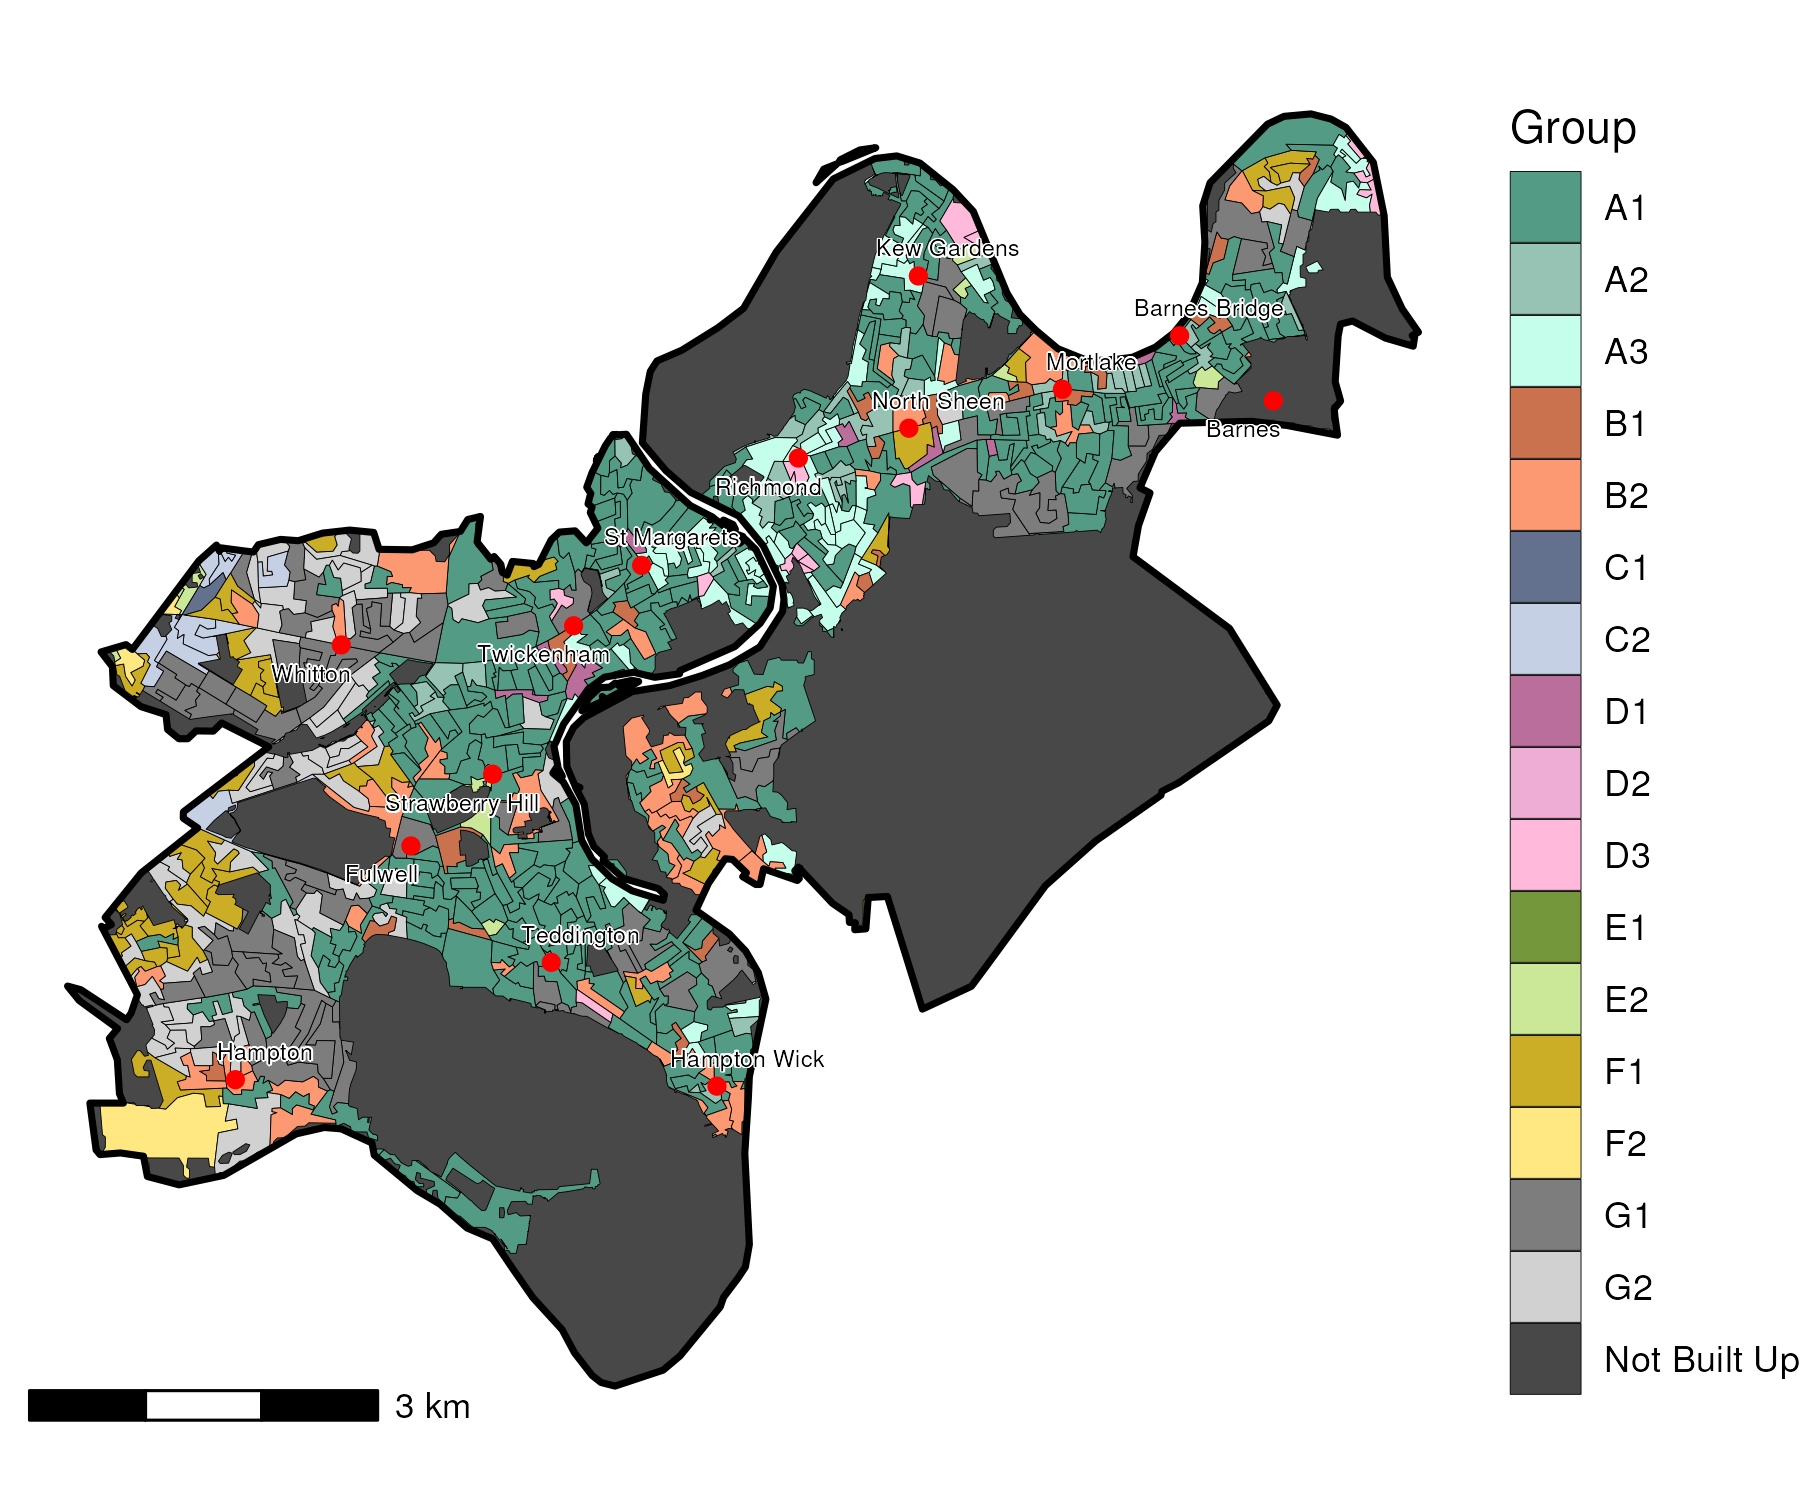 Group
A1
A2
A3
B1
B2
C1
C2
D1
D2
D3
E1
E2
F1
F2
G1
G2
Not Built Up
Kew Gardens
Barnes Bridge
Mortlake
North Sheen
Barnes
Richmond
St Margarets
Twickenham
Whitton
Strawberry Hill
Fulwell
Teddington
Hampton
Hampton Wick
3 km